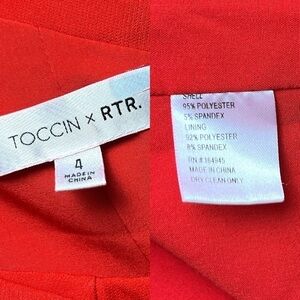 TOCCIN × RTR.
4
MADE IN
CHINA
SHELL
95% POLYESTER
5% SPANDEX
LINING
92% POLYESTER
8% SPANDEX
RN # 164945
MADE IN CHINA
DRY CLEAN ONLY